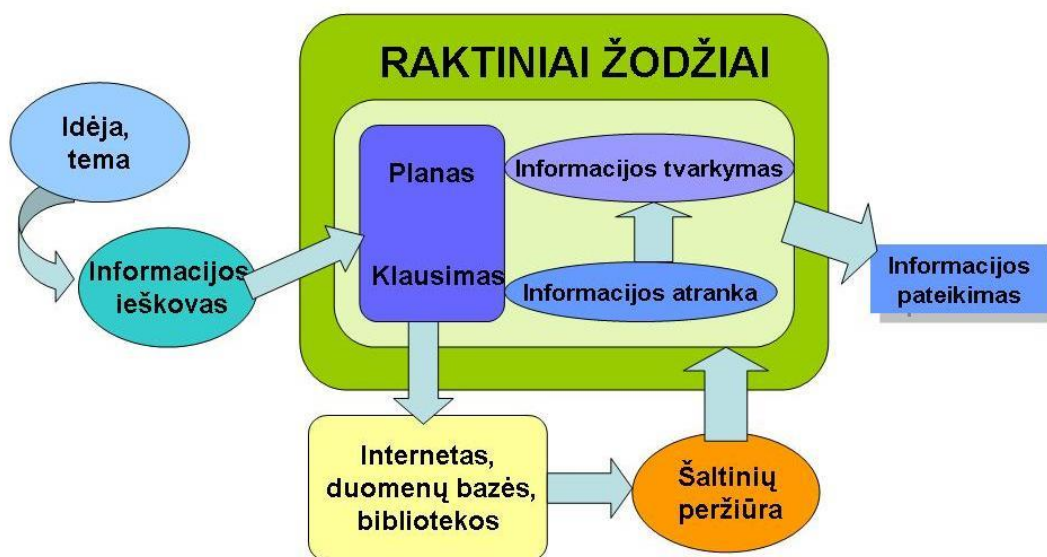 RAKTINIAI ŽODŽIAI
Idėja,
tema
Informacijos
ieškovas
Planas
Klausimas
Informacijos tvarkymas
Informacijos atranka
Informacijos
pateikimas
Internetas,
duomenų bazės,
bibliotekos
Šaltinių
peržiūra